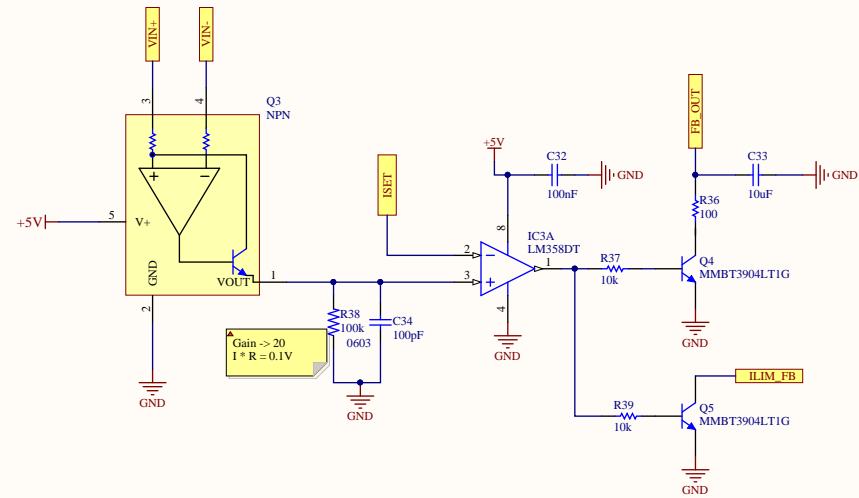 VIN+
VIN-
3
4
Q3
NPN
+5V
5
V+
GND
VOUT
1
2
GND
Gain -> 20
I * R = 0.1V
R38
100k
0603
C34
100pF
GND
ISET
+5V
C32
100nF
GND
8
IC3A
LM358DT
2
3
1
4
GND
R37
10k
FB_OUT
C33
10uF
GND
R36
100
Q4
MMBT3904LT1G
GND
ILIM_FB
R39
10k
Q5
MMBT3904LT1G
GND